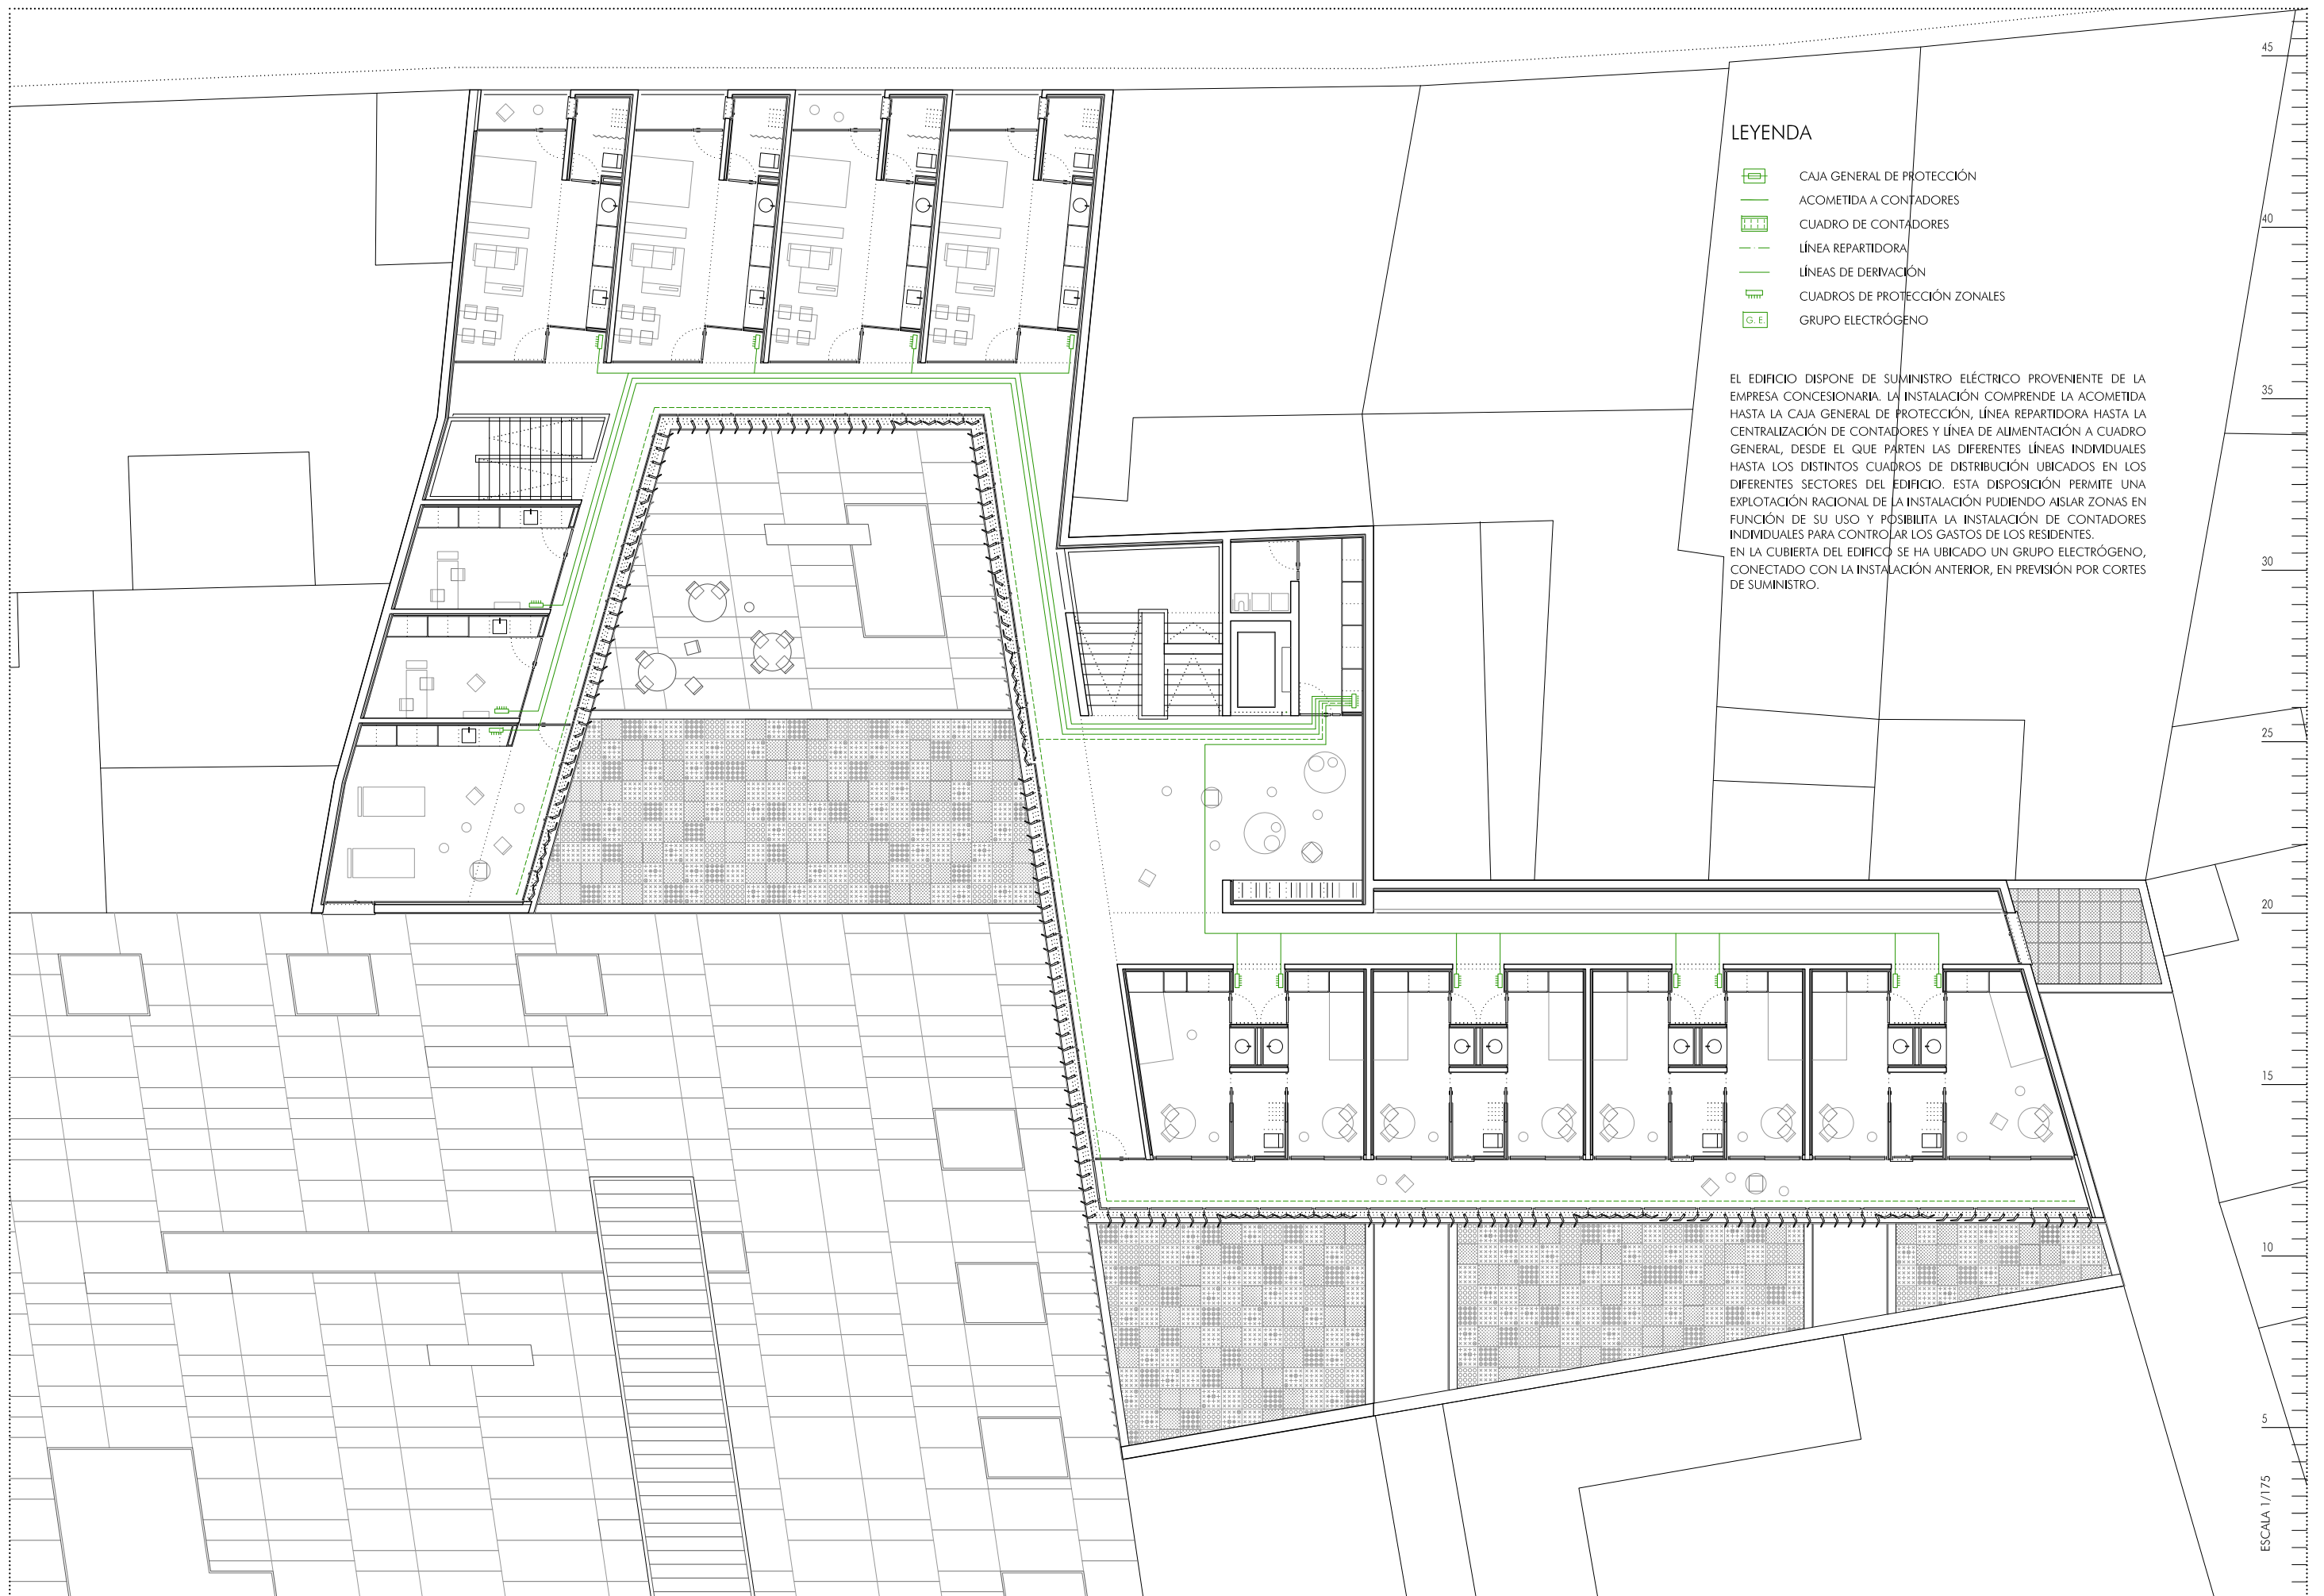 LEYENDA
CAJA GENERAL DE PROTECCIÓN
ACOMETIDA A CONTADORES
CUADRO DE CONTADORES
LÍNEA REPARTIDORA
LÍNEAS DE DERIVACIÓN
CUADROS DE PROTECCIÓN ZONALES
G. E. GRUPO ELECTRÓGENO
EL EDIFICIO DISPONE DE SUMINISTRO ELÉCTRICO PROVENIENTE DE LA
EMPRESA CONCESIONARIA. LA INSTALACIÓN COMPRENDE LA ACOMETIDA
HASTA LA CAJA GENERAL DE PROTECCIÓN, LÍNEA REPARTIDORA HASTA LA
CENTRALIZACIÓN DE CONTADORES Y LÍNEA DE ALIMENTACIÓN A CUADRO
GENERAL, DESDE EL QUE PARTEN LAS DIFERENTES LÍNEAS INDIVIDUALES
HASTA LOS DISTINTOS CUADROS DE DISTRIBUCIÓN UBICADOS EN LOS
DIFERENTES SECTORES DEL EDIFICIO. ESTA DISPOSICIÓN PERMITE UNA
EXPLOTACIÓN RACIONAL DE LA INSTALACIÓN PUDIENDO AISLAR ZONAS EN
FUNCIÓN DE SU USO Y POSIBILITA LA INSTALACIÓN DE CONTADORES
INDIVIDUALES PARA CONTROLAR LOS GASTOS DE LOS RESIDENTES.
EN LA CUBIERTA DEL EDIFICO SE HA UBICADO UN GRUPO ELECTRÓGENO,
CONECTADO CON LA INSTALACIÓN ANTERIOR, EN PREVISIÓN POR CORTES
DE SUMINISTRO.
45
40
35
30
25
20
15
10
5
ESCALA 1/175